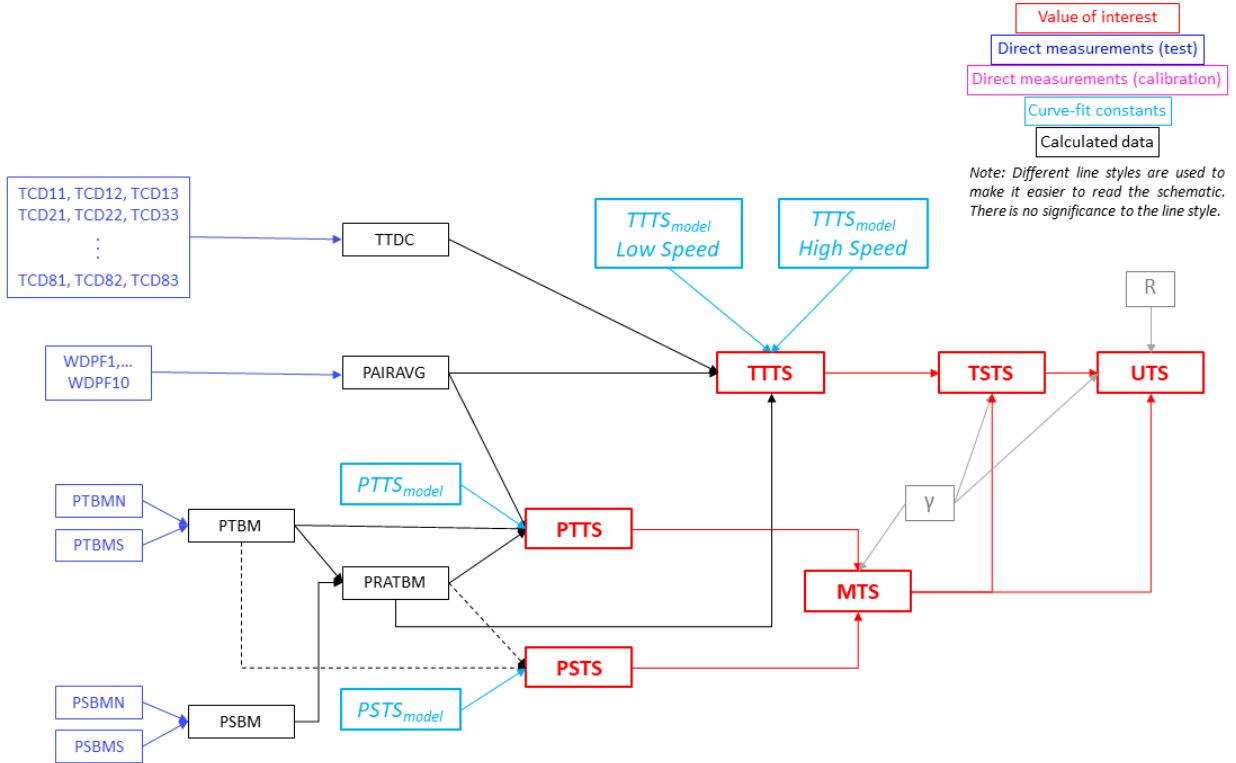 Value of interest
Direct measurements (test)
Direct measurements (calibration)
Curve-fit constants
Calculated data
Note: Different line styles are used to
make it easier to read the schematic.
There is no significance to the line style.
TCD11, TCD12, TCD13
TCD21, TCD22, TCD33
⋮
TCD81, TCD82, TCD83
TTDC
TTTSmodel
Low Speed
TTTSmodel
High Speed
R
WDPF1,...
WDPF10
PAIRAVG
TTTS
TSTS
UTS
PTTSmodel
γ
PTBMN
PTBMS
PTBM
PTTS
PRATBM
MTS
PSTS
PSTSmodel
PSBMN
PSBMS
PSBM